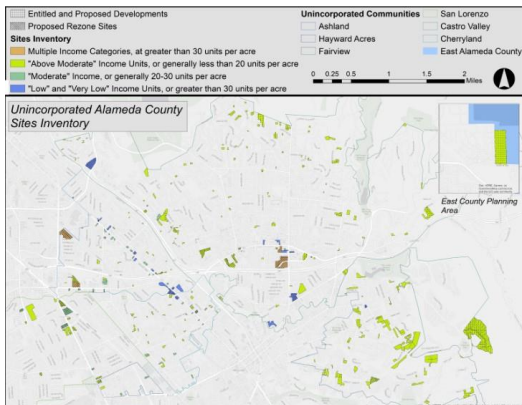 Entitled and Proposed Developments
Proposed Rezone Sites
Sites Inventory
Multiple Income Categories, at greater than 30 units per acre
"Above Moderate" Income Units, or generally less than 20 units per acre
"Moderate" Income, or generally 20-30 units per acre
"Low" and "Very Low" Income Units, or greater than 30 units per acre
Unincorporated Communities
Ashland
Hayward Acres
Fairview
San Lorenzo
Castro Valley
Cherryland
East Alameda County
0 0.25 0.5 1 1.5 2
Miles
Unincorporated Alameda County
Sites Inventory
East County Planning
Area